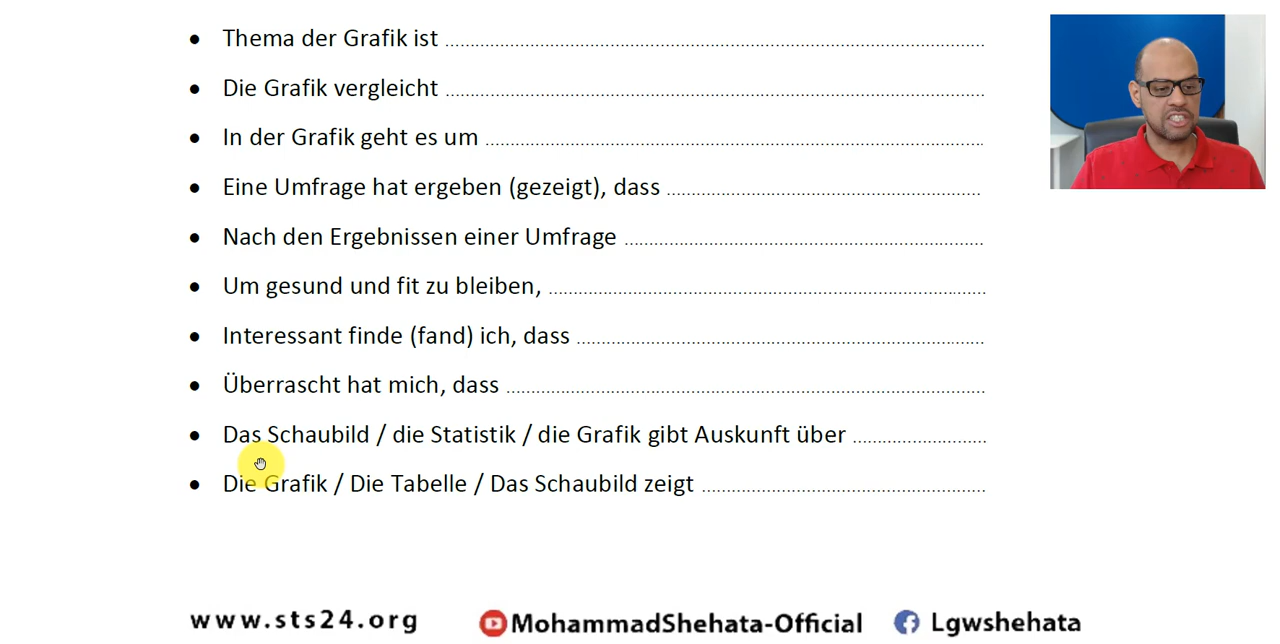 • Thema der Grafik ist ................................................................
• Die Grafik vergleicht ................................................................
• In der Grafik geht es um ................................................................
• Eine Umfrage hat ergeben (gezeigt), dass ................................................................
• Nach den Ergebnissen einer Umfrage ................................................................
• Um gesund und fit zu bleiben, ................................................................
• Interessant finde (fand) ich, dass ................................................................
• Überrascht hat mich, dass ................................................................
• Das Schaubild / die Statistik / die Grafik gibt Auskunft über ................................
• Die Grafik / Die Tabelle / Das Schaubild zeigt ................................................................
www.sts24.org MohammadShehata-Official Lgwshehata